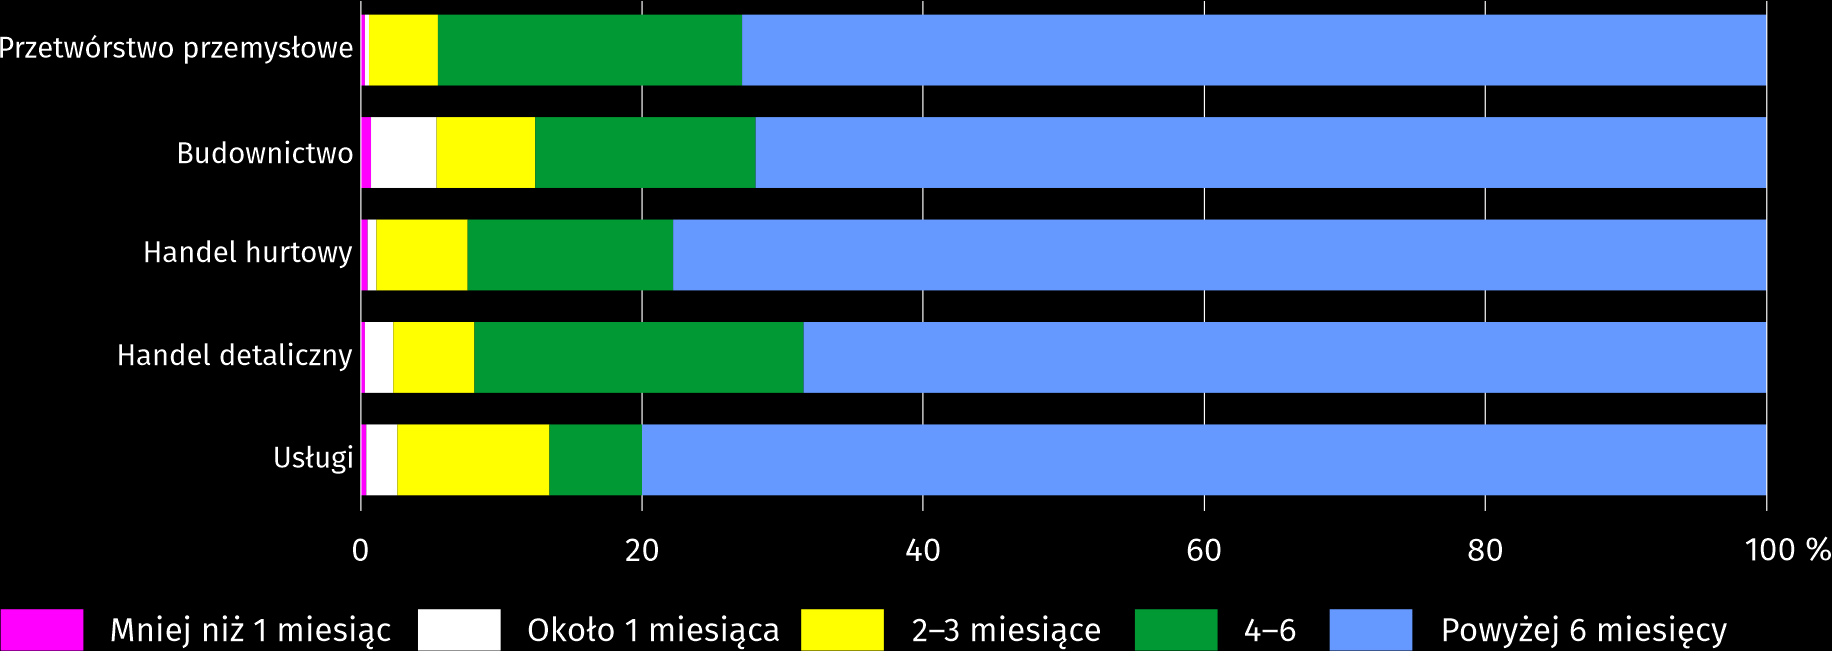 Przetwórstwo przemysłowe
Budownictwo
Handel hurtowy
Handel detaliczny
Usługi
0 20 40 60 80 100 %
Mniej niż 1 miesiąc Około 1 miesiąca 2–3 miesiące 4–6 Powyżej 6 miesięcy